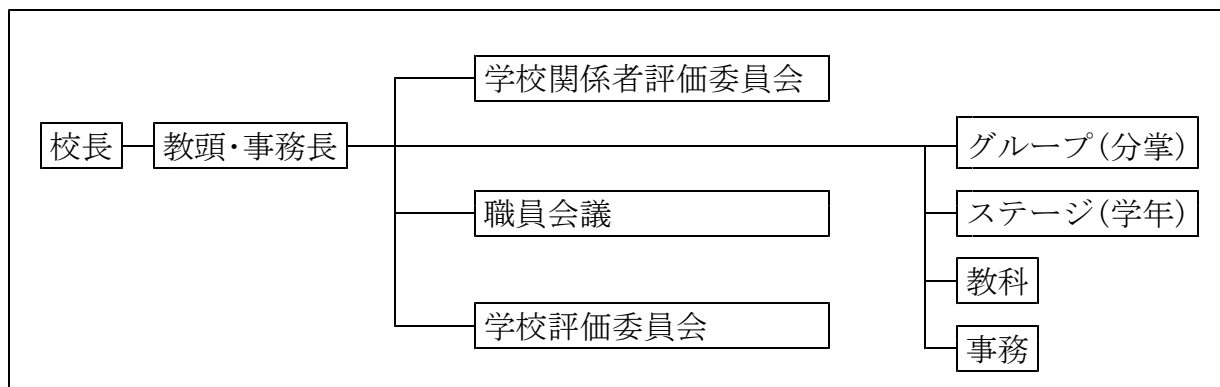 学校関係者評価委員会
校長
教頭・事務長
グループ(分掌)
職員会議
ステージ(学年)
教科
学校評価委員会
事務